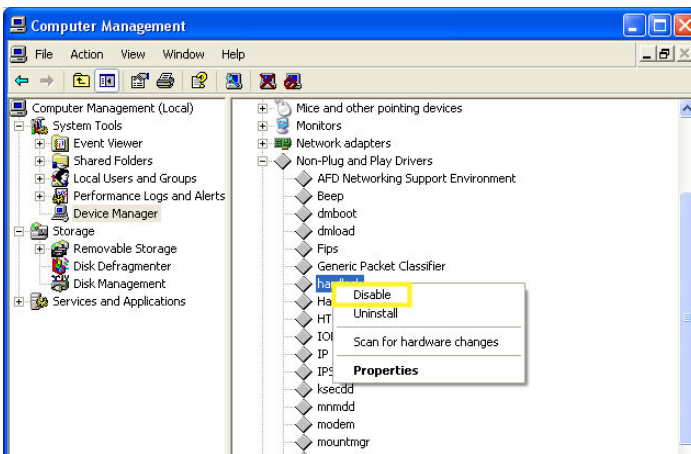 Computer Management
File Action View Window Help
Computer Management (Local)
System Tools
Event Viewer
Shared Folders
Local Users and Groups
Performance Logs and Alerts
Device Manager
Storage
Removable Storage
Disk Defragmenter
Disk Management
Services and Applications
Mice and other pointing devices
Monitors
Network adapters
Non-Plug and Play Drivers
AFD Networking Support Environment
Beep
dmboot
dmload
Fips
Generic Packet Classifier
Disable
Uninstall
Scan for hardware changes
Properties
HT
IP
ksecdd
mnmdd
modem
mountmgr